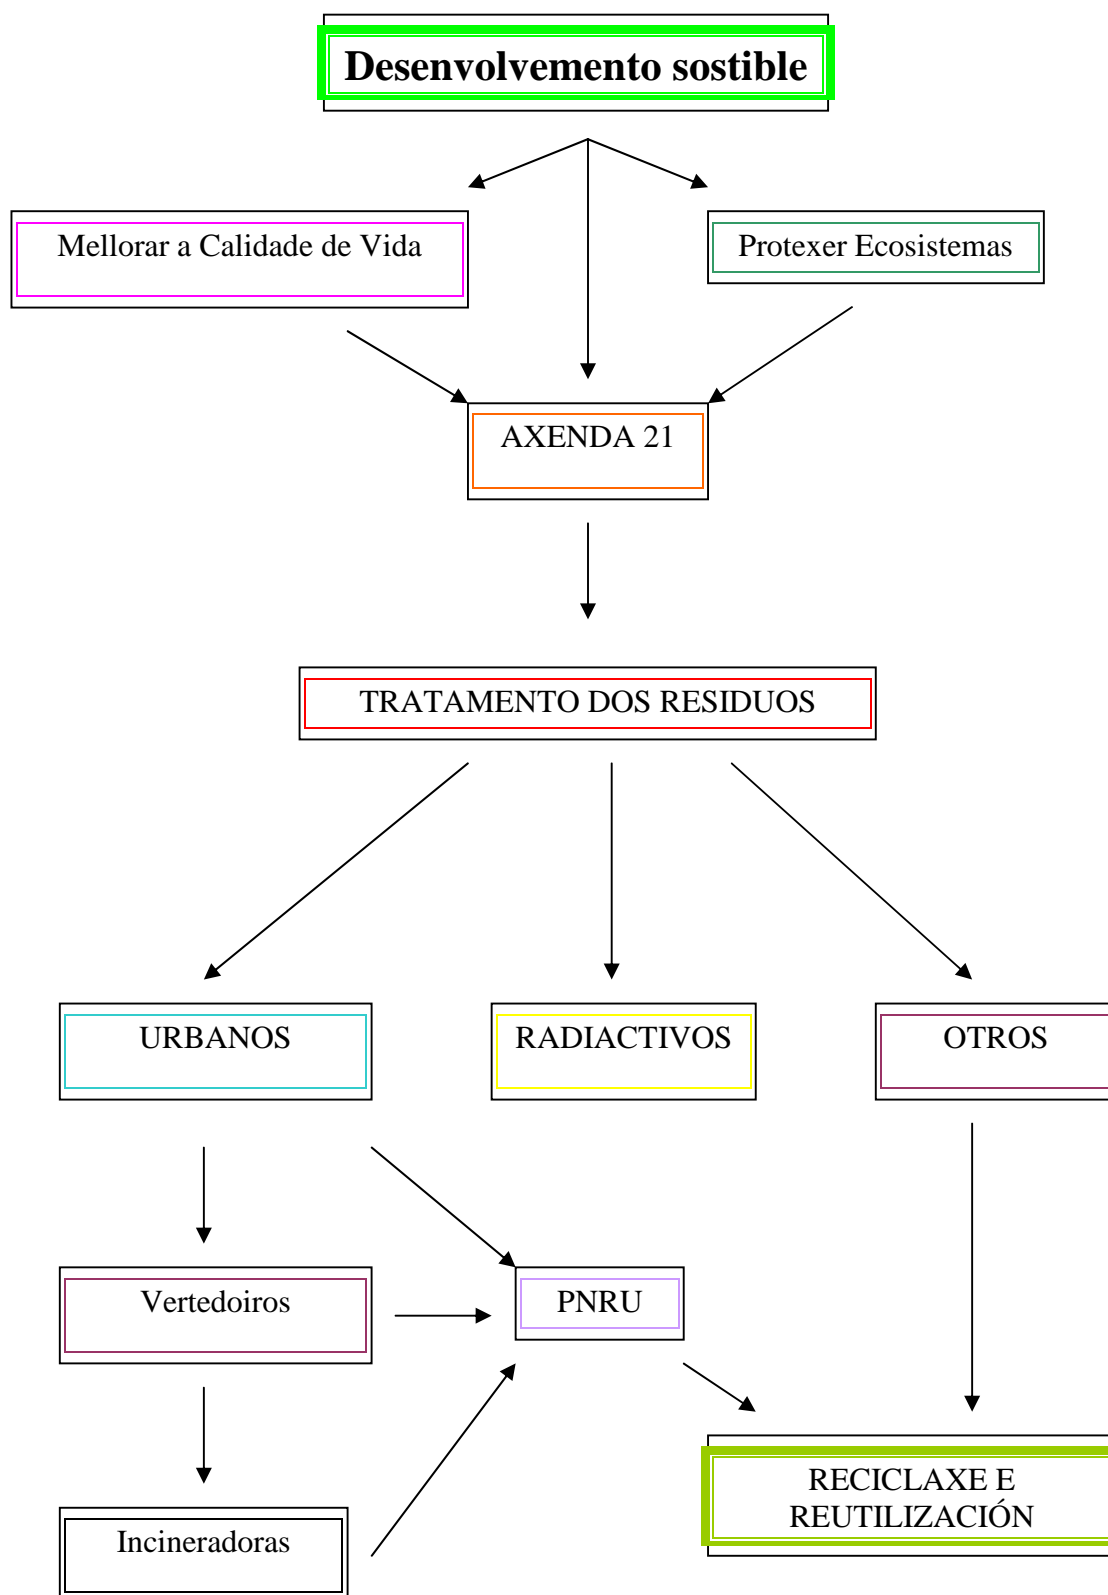 Desenvolvemento sostible
Mellorar a Calidade de Vida
Protexer Ecosistemas
AXENDA 21
TRATAMENTO DOS RESIDUOS
URBANOS
RADIACTIVOS
OTROS
Vertedoiros
PNRU
RECICLAXE E
REUTILIZACIÓN
Incineradoras